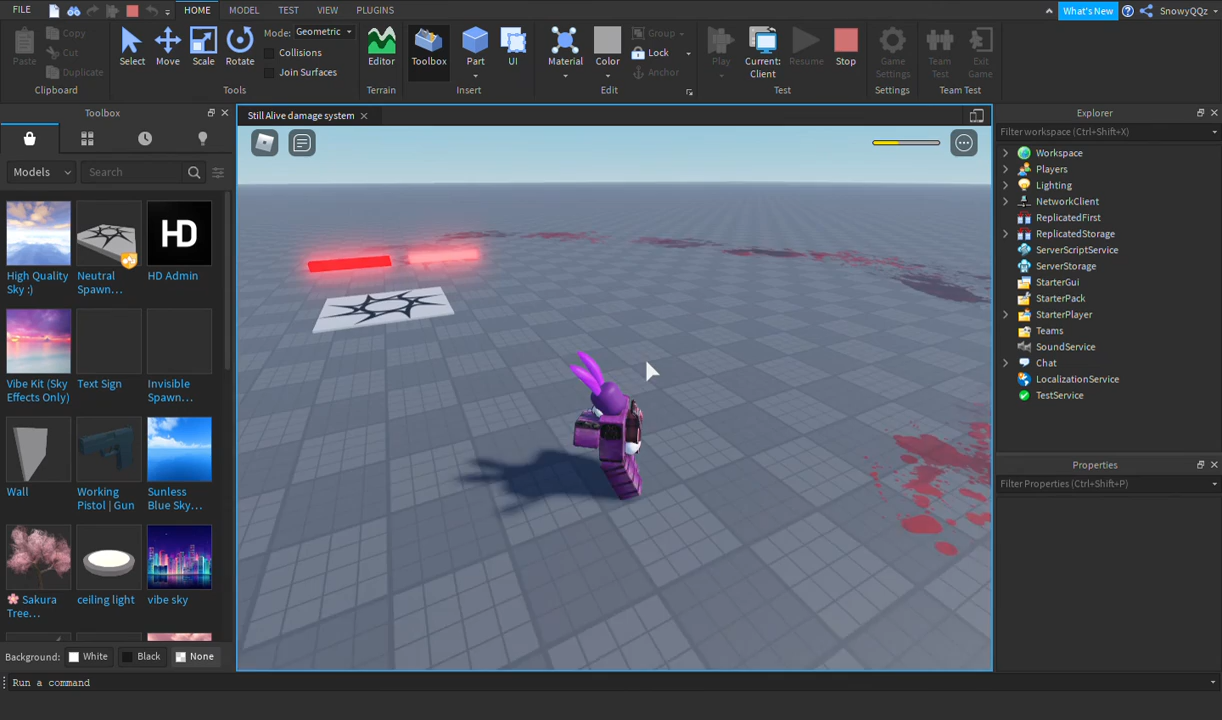 FILE
HOME
MODEL
TEST
VIEW
PLUGINS
What's New
SnowyQQz
Paste
Copy
Cut
Duplicate
Clipboard
Select
Move
Scale
Rotate
Mode: Geometric
Collisions
Join Surfaces
Tools
Editor
Terrain
Toolbox
Part
UI
Insert
Material
Color
Group
Lock
Anchor
Edit
Play
Current:
Client
Resume
Stop
Test
Game
Settings
Settings
Team
Test
Exit
Game
Team Test
Toolbox
Models
Search
High Quality
Sky :)
Neutral
Spawn...
HD
HD Admin
Vibe Kit (Sky
Effects Only)
Text Sign
Invisible
Spawn...
Wall
Working
Pistol | Gun
Sunless
Blue Sky...
🌸 Sakura
Tree...
ceiling light
vibe sky
Background:
White
Black
None
Run a command
Still Alive damage system
Explorer
Filter workspace (Ctrl+Shift+X)
Workspace
Players
Lighting
NetworkClient
ReplicatedFirst
ReplicatedStorage
ServerScriptService
ServerStorage
StarterGui
StarterPack
StarterPlayer
Teams
SoundService
Chat
LocalizationService
TestService
Properties
Filter Properties (Ctrl+Shift+P)